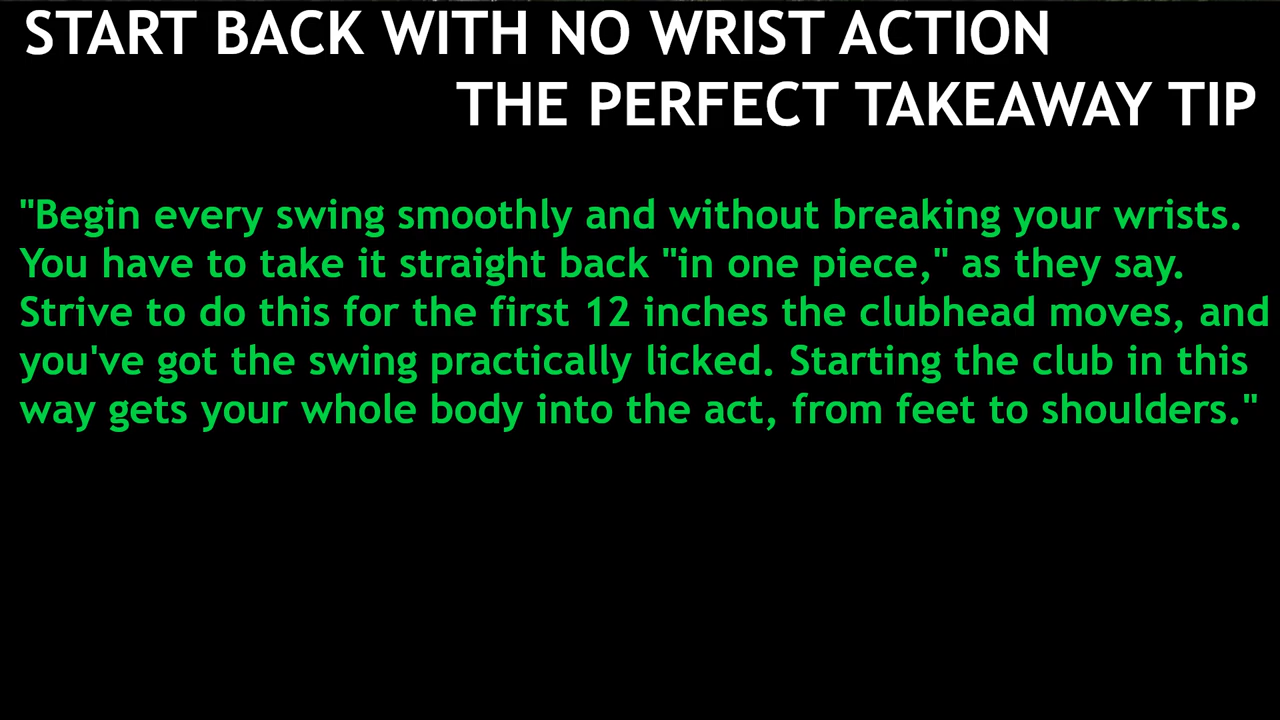 START BACK WITH NO WRIST ACTION
THE PERFECT TAKEAWAY TIP
"Begin every swing smoothly and without breaking your wrists.
You have to take it straight back "in one piece," as they say.
Strive to do this for the first 12 inches the clubhead moves, and
you've got the swing practically licked. Starting the club in this
way gets your whole body into the act, from feet to shoulders."